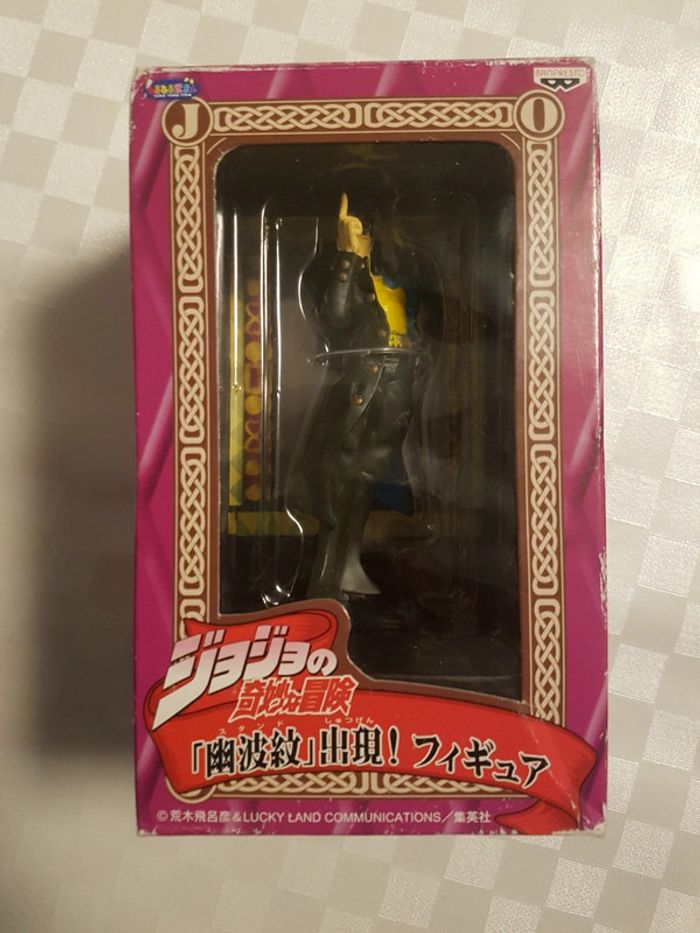 J
BANPRESTO
O
ジョジョの
奇妙な冒険
スタンド しゅつげん
「幽波紋」出現！フィギュア
©荒木飛呂彦&LUCKY LAND COMMUNICATIONS／集英社